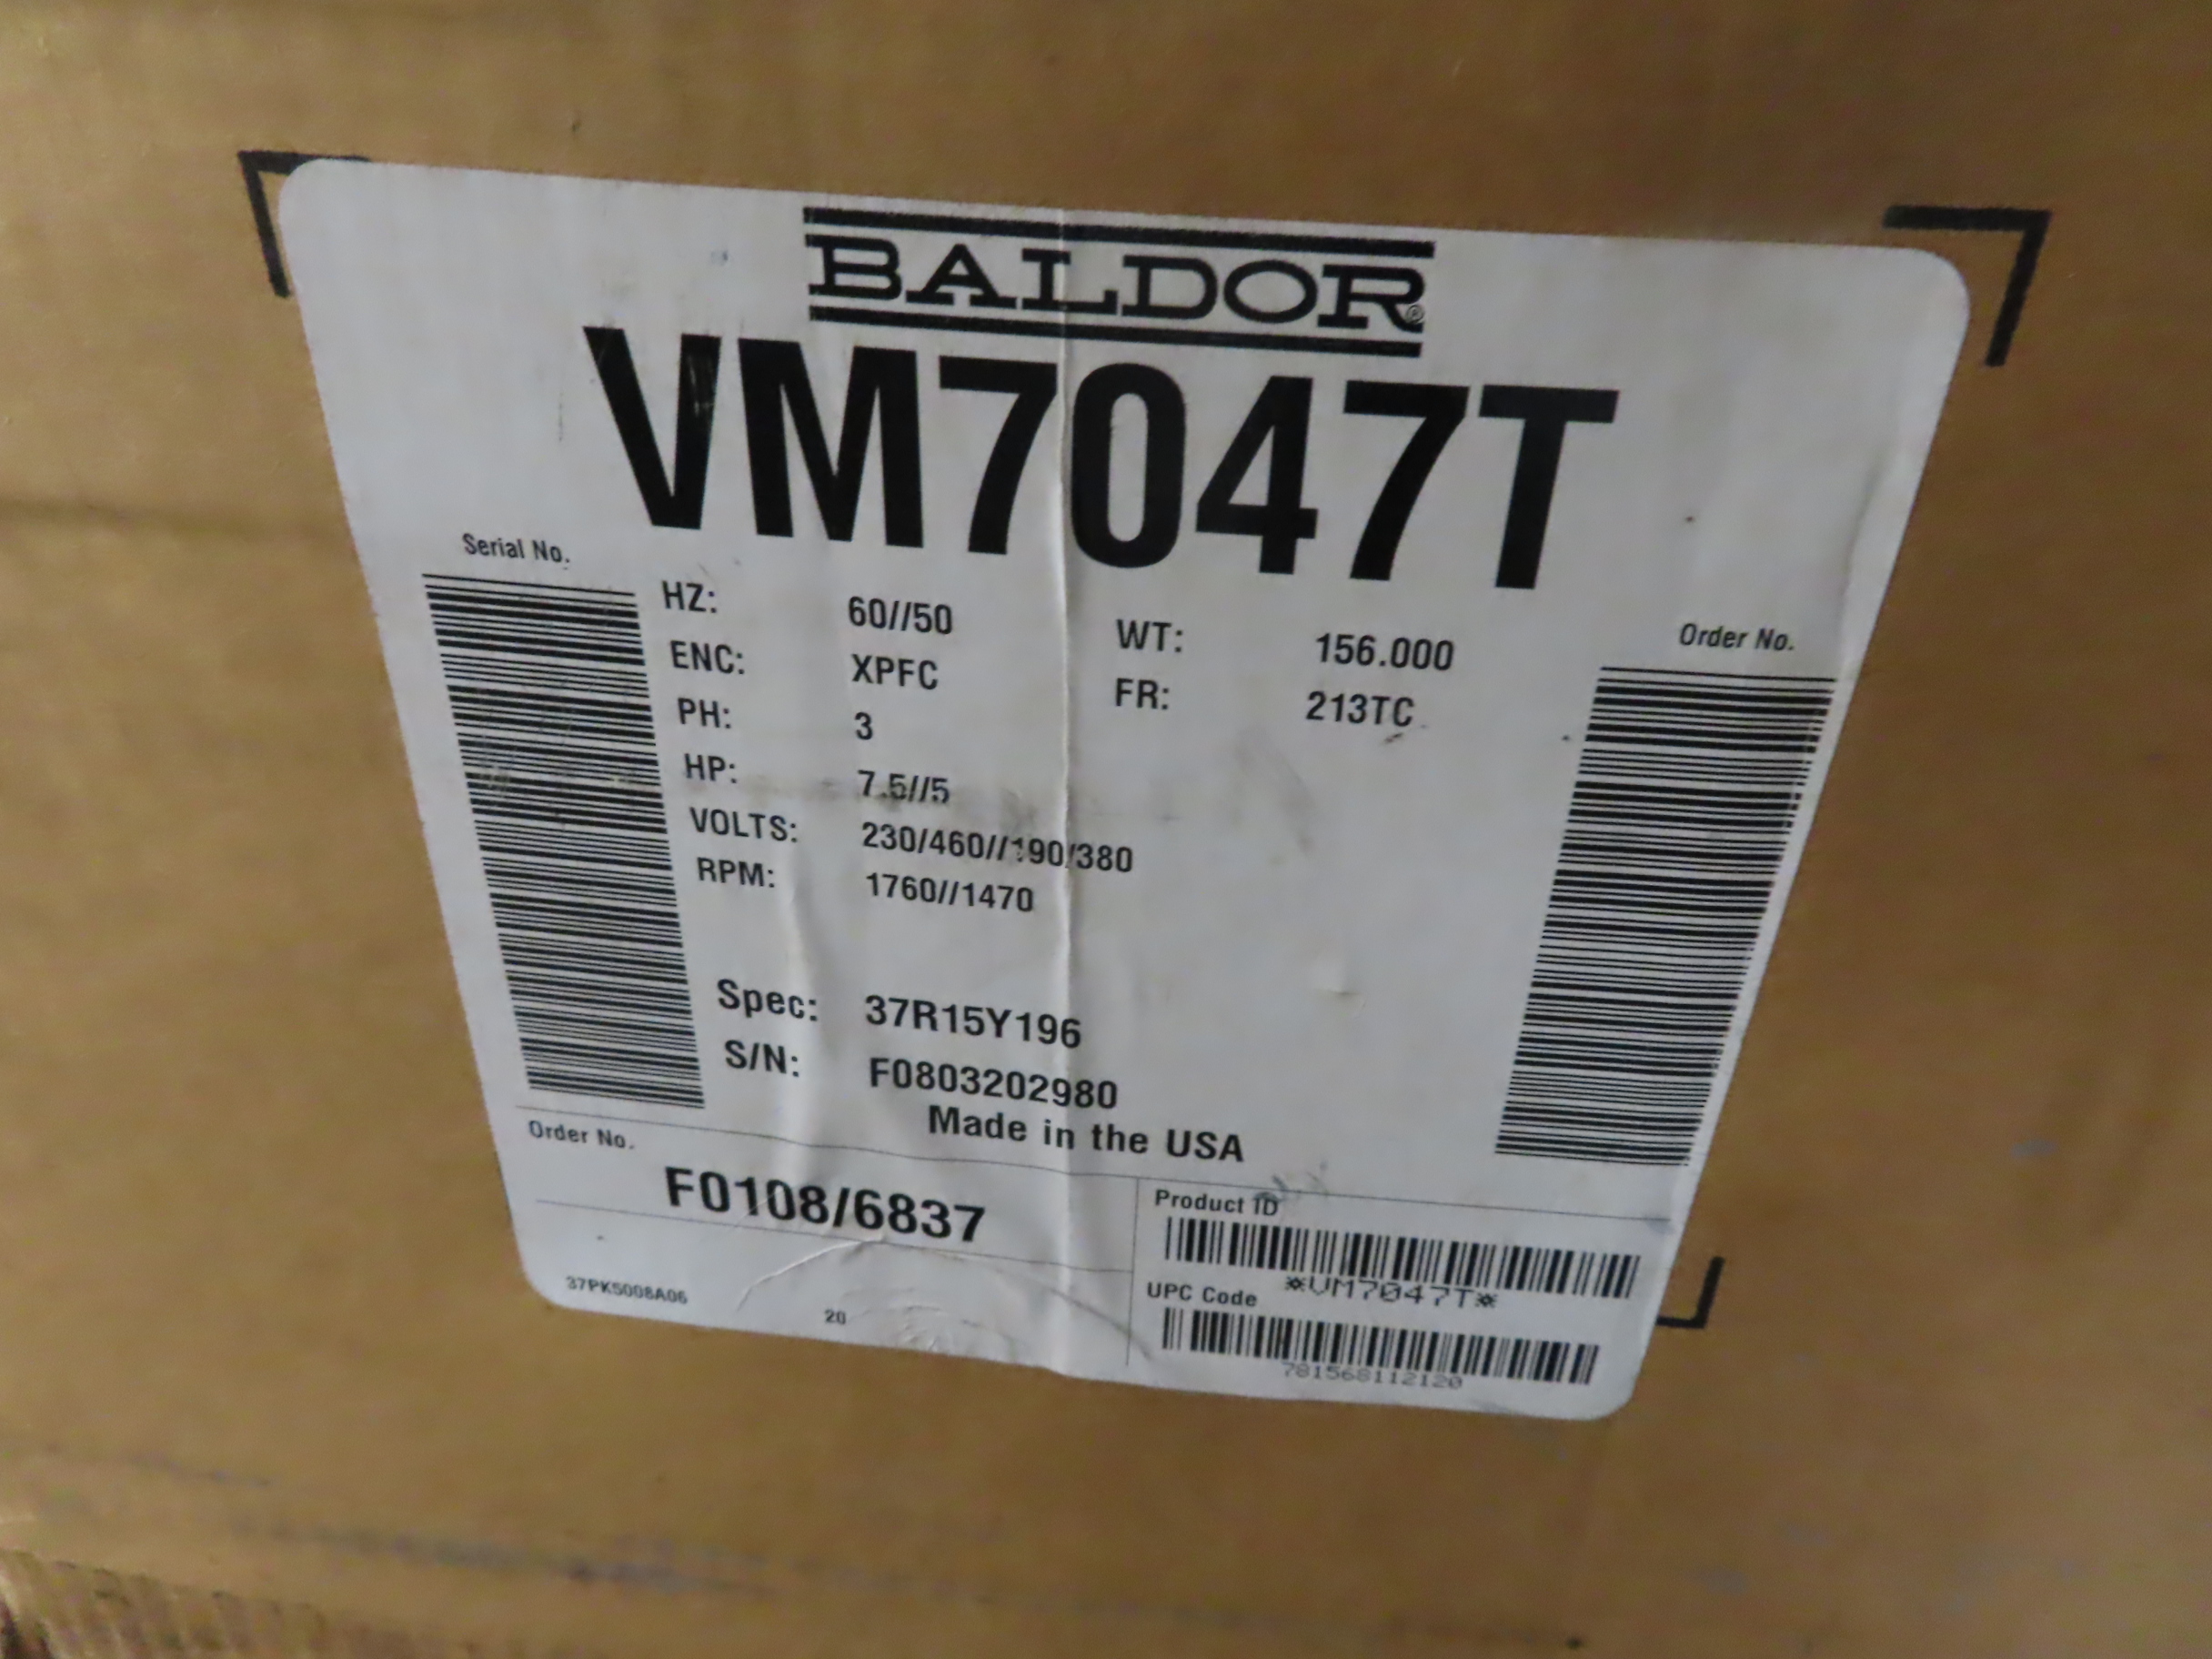 BALDOR®
VM7047T
Serial No.
HZ: 60//50 WT: 156.000
ENC: XPFC FR: 213TC
PH: 3
HP: 7.5//5
VOLTS: 230/460//190/380
RPM: 1760//1470
Order No.
Spec: 37R15Y196
S/N: F0803202980
Made in the USA
Order No.
F0108/6837
37PK5008A06
20
Product ID
*VM7047T*
UPC Code
781568112120